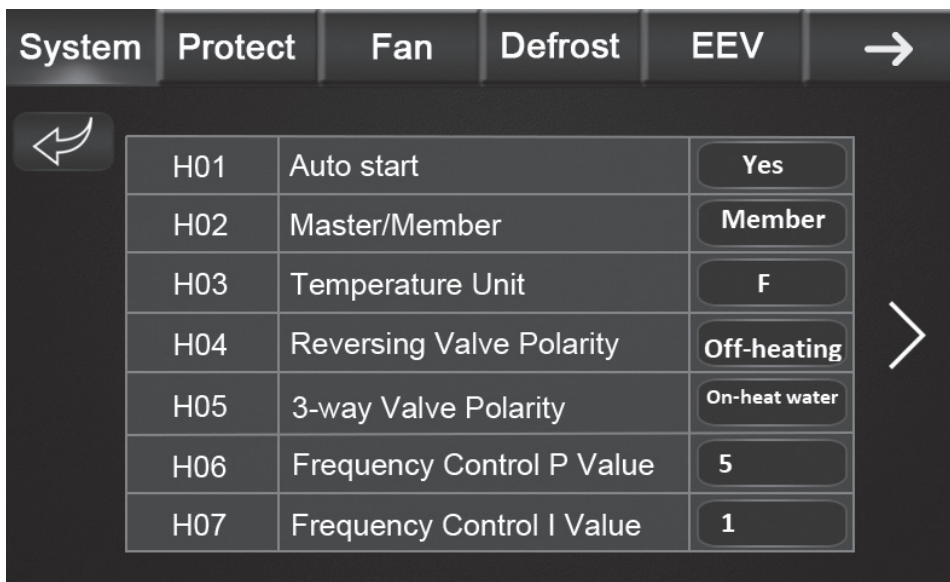 System Protect Fan Defrost EEV
H01 Auto start Yes
H02 Master/Member Member
H03 Temperature Unit F
H04 Reversing Valve Polarity Off-heating
H05 3-way Valve Polarity On-heat water
H06 Frequency Control P Value 5
H07 Frequency Control I Value 1